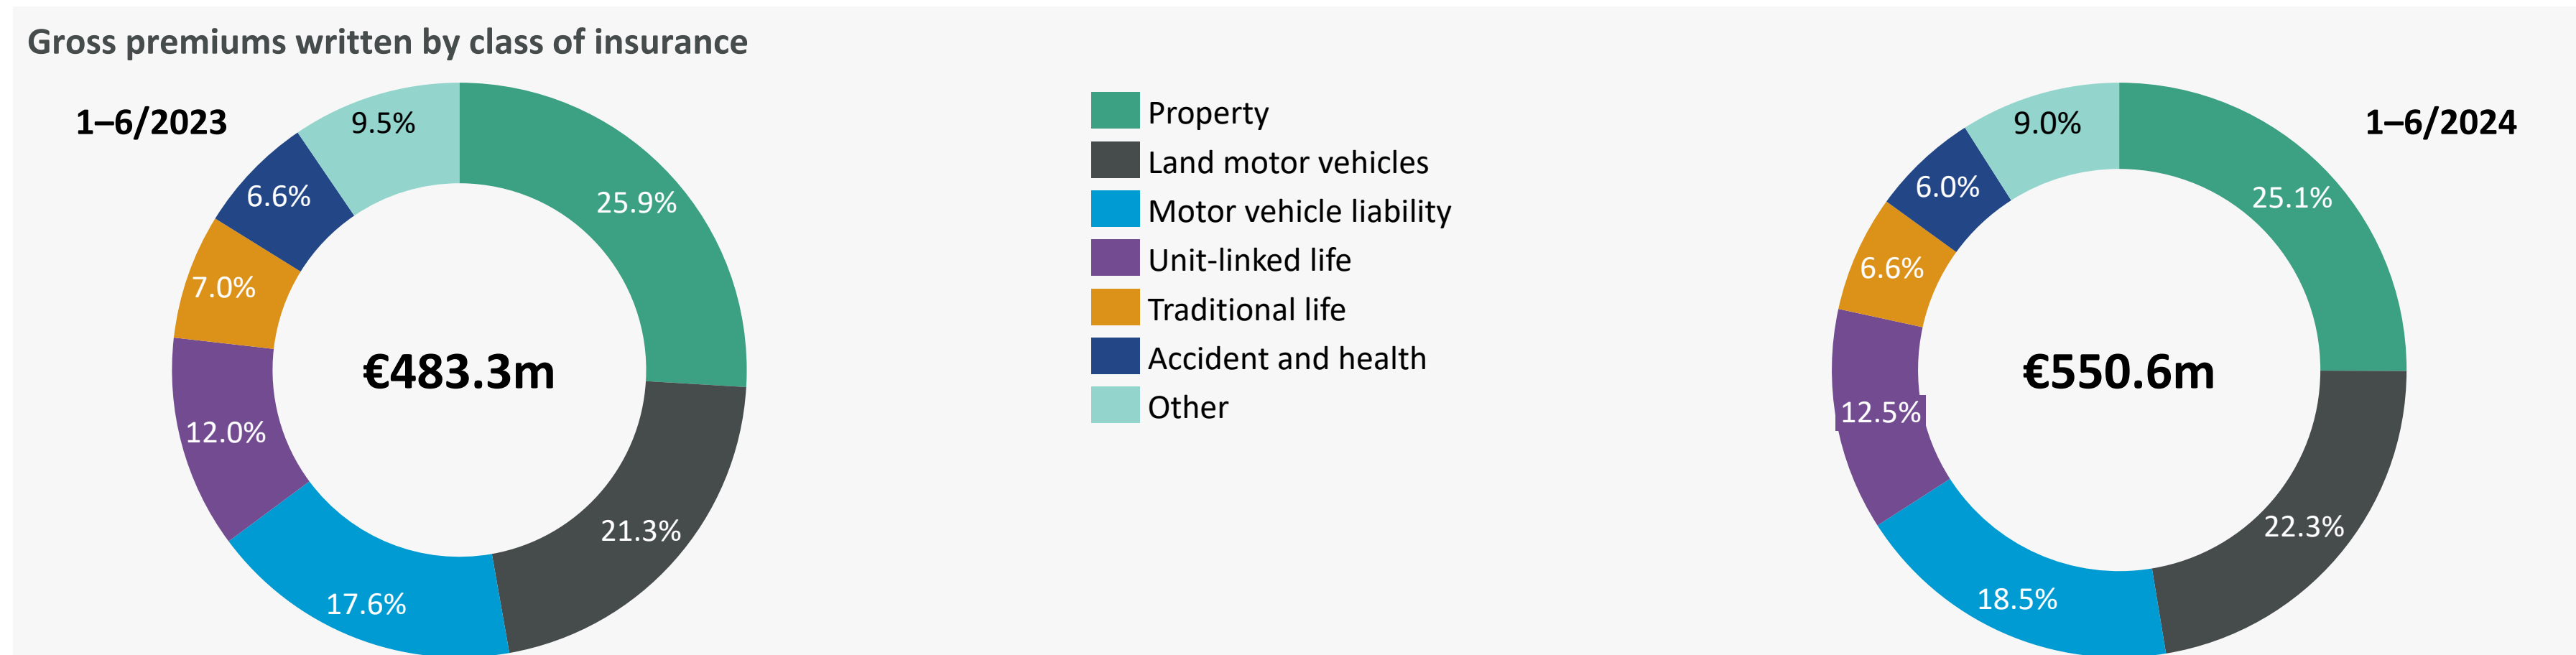 Gross premiums written by class of insurance
1–6/2023
9.5%
25.9%
6.6%
7.0%
€483.3m
12.0%
21.3%
17.6%
Property
Land motor vehicles
Motor vehicle liability
Unit-linked life
Traditional life
Accident and health
Other
1–6/2024
9.0%
25.1%
6.0%
6.6%
€550.6m
12.5%
22.3%
18.5%